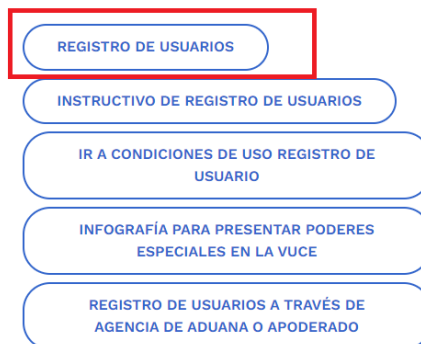 REGISTRO DE USUARIOS
INSTRUCTIVO DE REGISTRO DE USUARIOS
IR A CONDICIONES DE USO REGISTRO DE
USUARIO
INFOGRAFÍA PARA PRESENTAR PODERES
ESPECIALES EN LA VUCE
REGISTRO DE USUARIOS A TRAVÉS DE
AGENCIA DE ADUANA O APODERADO